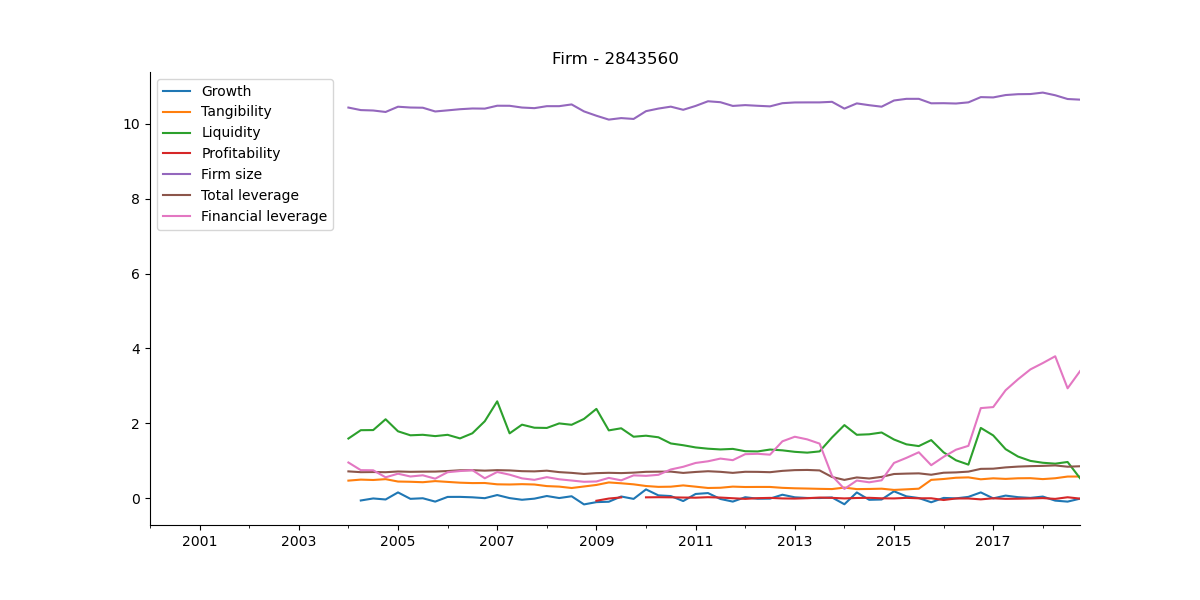 Firm - 2843560
Growth
Tangibility
Liquidity
Profitability
Firm size
Total leverage
Financial leverage
10
8
6
4
2
0
2001
2003
2005
2007
2009
2011
2013
2015
2017